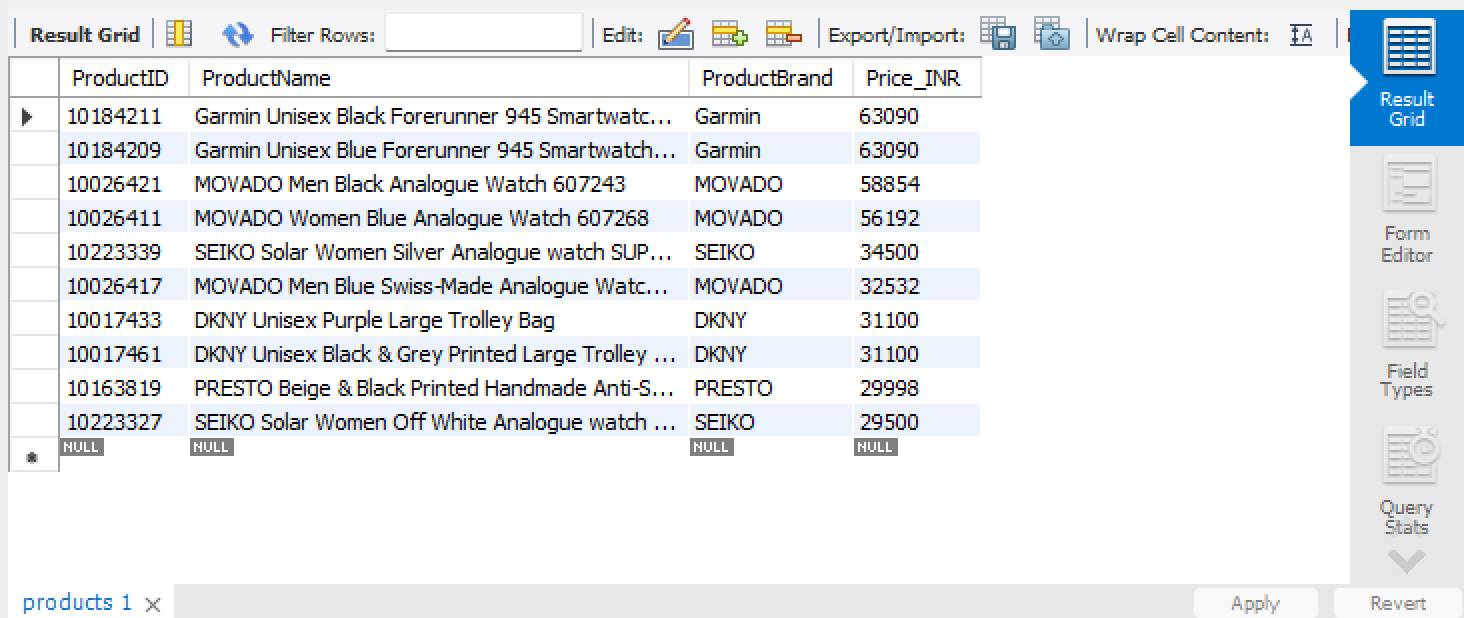 Result Grid Filter Rows: Edit: Export/Import: Wrap Cell Content:
ProductID ProductName ProductBrand Price_INR
10184211 Garmin Unisex Black Forerunner 945 Smartwatc... Garmin 63090
10184209 Garmin Unisex Blue Forerunner 945 Smartwatch... Garmin 63090
10026421 MOVADO Men Black Analogue Watch 607243 MOVADO 58854
10026411 MOVADO Women Blue Analogue Watch 607268 MOVADO 56192
10223339 SEIKO Solar Women Silver Analogue watch SUP... SEIKO 34500
10026417 MOVADO Men Blue Swiss-Made Analogue Watc... MOVADO 32532
10017433 DKNY Unisex Purple Large Trolley Bag DKNY 31100
10017461 DKNY Unisex Black & Grey Printed Large Trolley ... DKNY 31100
10163819 PRESTO Beige & Black Printed Handmade Anti-S... PRESTO 29998
10223327 SEIKO Solar Women Off White Analogue watch ... SEIKO 29500
NULL NULL NULL NULL
Result
Grid
Form
Editor
Field
Types
Query
Stats
products 1 Apply Revert